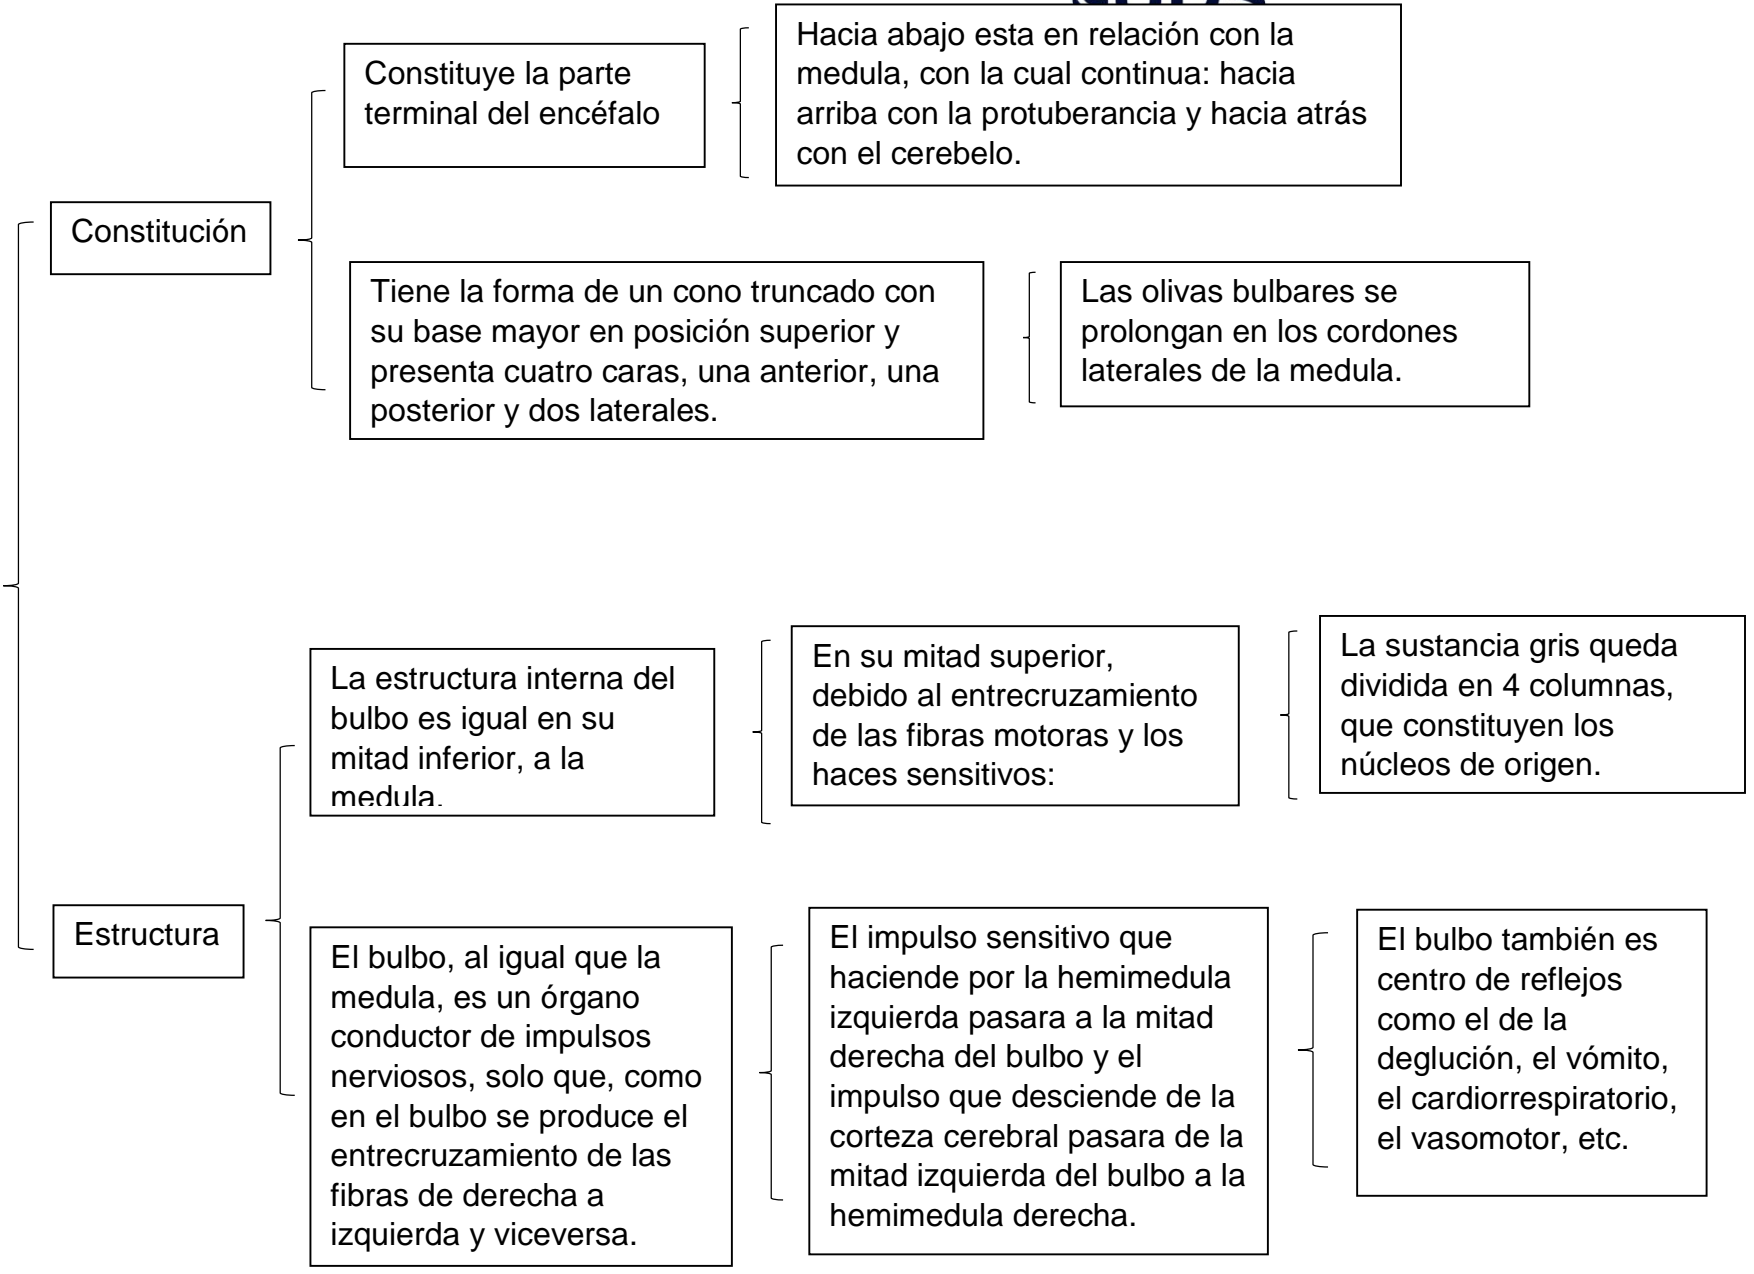 Constitución
Constituye la parte
terminal del encéfalo
Hacia abajo esta en relación con la
medula, con la cual continua: hacia
arriba con la protuberancia y hacia atrás
con el cerebelo.
Tiene la forma de un cono truncado con
su base mayor en posición superior y
presenta cuatro caras, una anterior, una
posterior y dos laterales.
Las olivas bulbares se
prolongan en los cordones
laterales de la medula.
Estructura
La estructura interna del
bulbo es igual en su
mitad inferior, a la
medula.
En su mitad superior,
debido al entrecruzamiento
de las fibras motoras y los
haces sensitivos:
La sustancia gris queda
dividida en 4 columnas,
que constituyen los
núcleos de origen.
El bulbo, al igual que la
medula, es un órgano
conductor de impulsos
nerviosos, solo que, como
en el bulbo se produce el
entrecruzamiento de las
fibras de derecha a
izquierda y viceversa.
El impulso sensitivo que
haciende por la hemimedula
izquierda pasara a la mitad
derecha del bulbo y el
impulso que desciende de la
corteza cerebral pasara de la
mitad izquierda del bulbo a la
hemimedula derecha.
El bulbo también es
centro de reflejos
como el de la
deglución, el vómito,
el cardiorrespiratorio,
el vasomotor, etc.